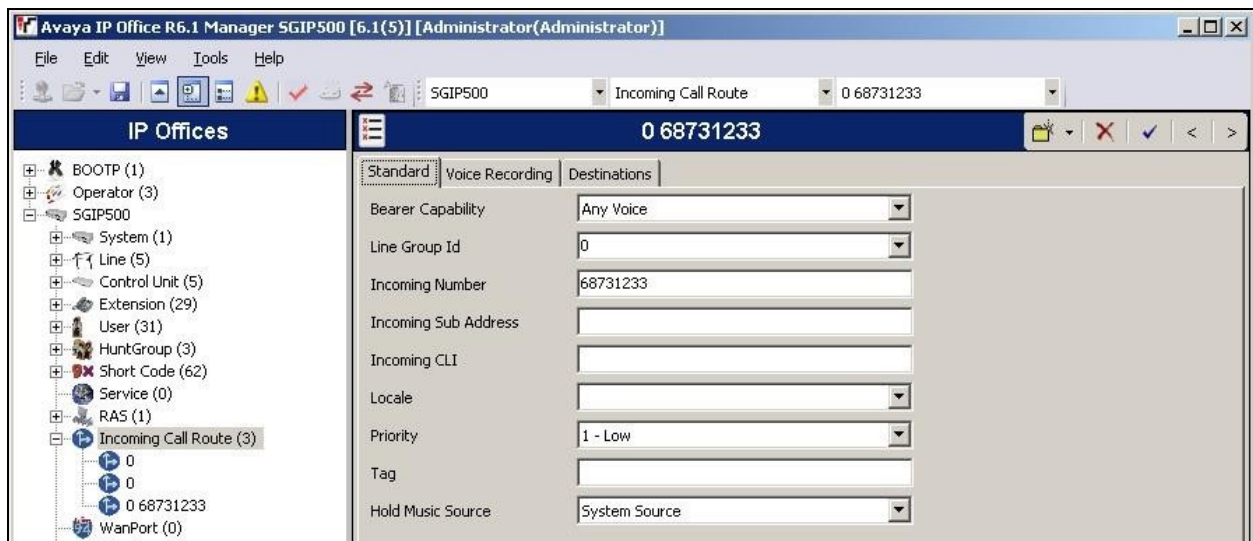 Avaya IP Office R6.1 Manager SGIP500 [6.1(5)] [Administrator(Administrator)]
File Edit View Tools Help
SGIP500 Incoming Call Route 0 68731233
IP Offices
BOOTP (1)
Operator (3)
SGIP500
System (1)
Line (5)
Control Unit (5)
Extension (29)
User (31)
HuntGroup (3)
Short Code (62)
Service (0)
RAS (1)
Incoming Call Route (3)
0
0
0 68731233
WanPort (0)
0 68731233
Standard Voice Recording Destinations
Bearer Capability Any Voice
Line Group Id 0
Incoming Number 68731233
Incoming Sub Address
Incoming CLI
Locale
Priority 1 - Low
Tag
Hold Music Source System Source